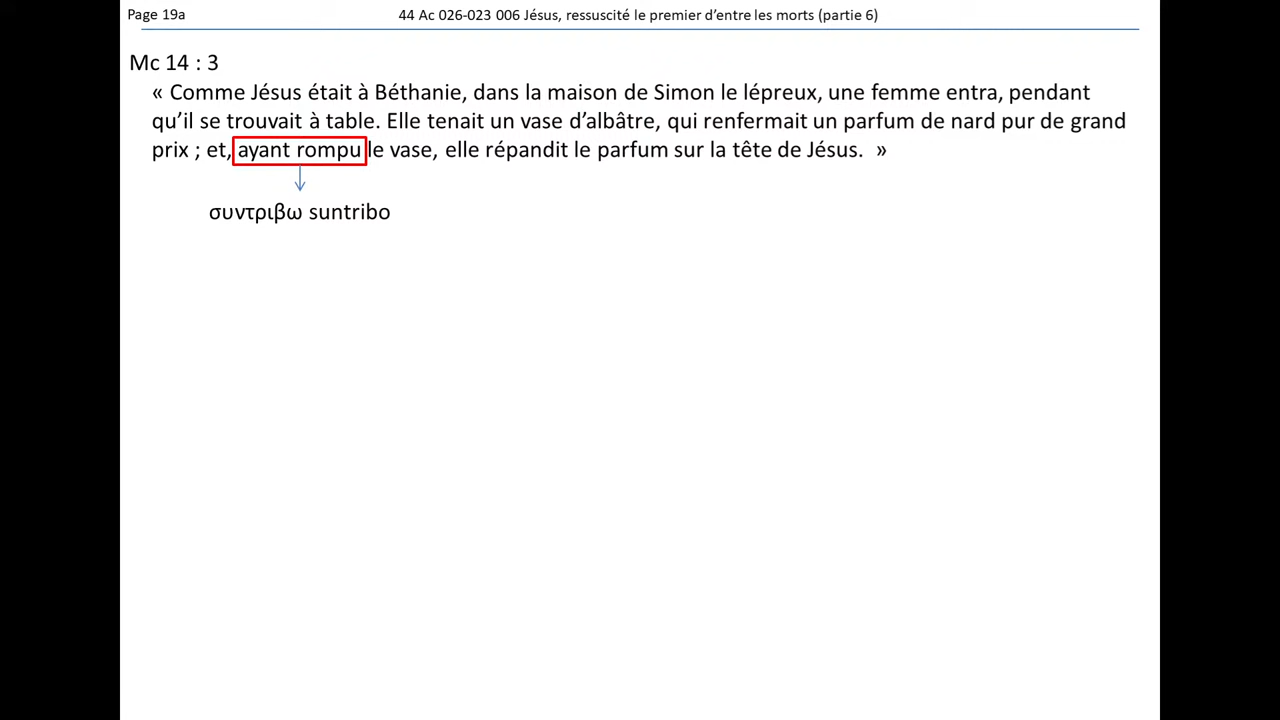 Page 19a
44 Ac 026-023 006 Jésus, ressuscité le premier d’entre les morts (partie 6)
Mc 14 : 3
« Comme Jésus était à Béthanie, dans la maison de Simon le lépreux, une femme entra, pendant
qu’il se trouvait à table. Elle tenait un vase d’albâtre, qui renfermait un parfum de nard pur de grand
prix ; et, ayant rompu le vase, elle répandit le parfum sur la tête de Jésus. »
συντριβω suntribo